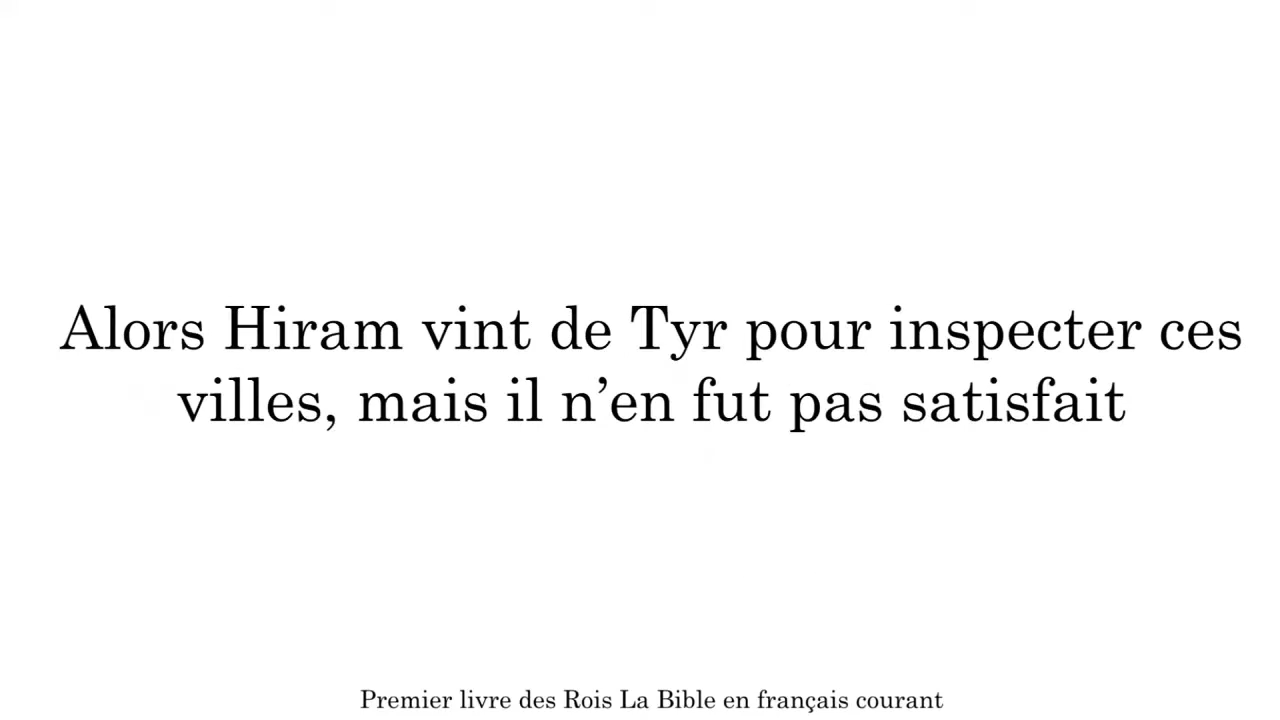 Alors Hiram vint de Tyr pour inspecter ces
villes, mais il n’en fut pas satisfait
Premier livre des Rois La Bible en français courant